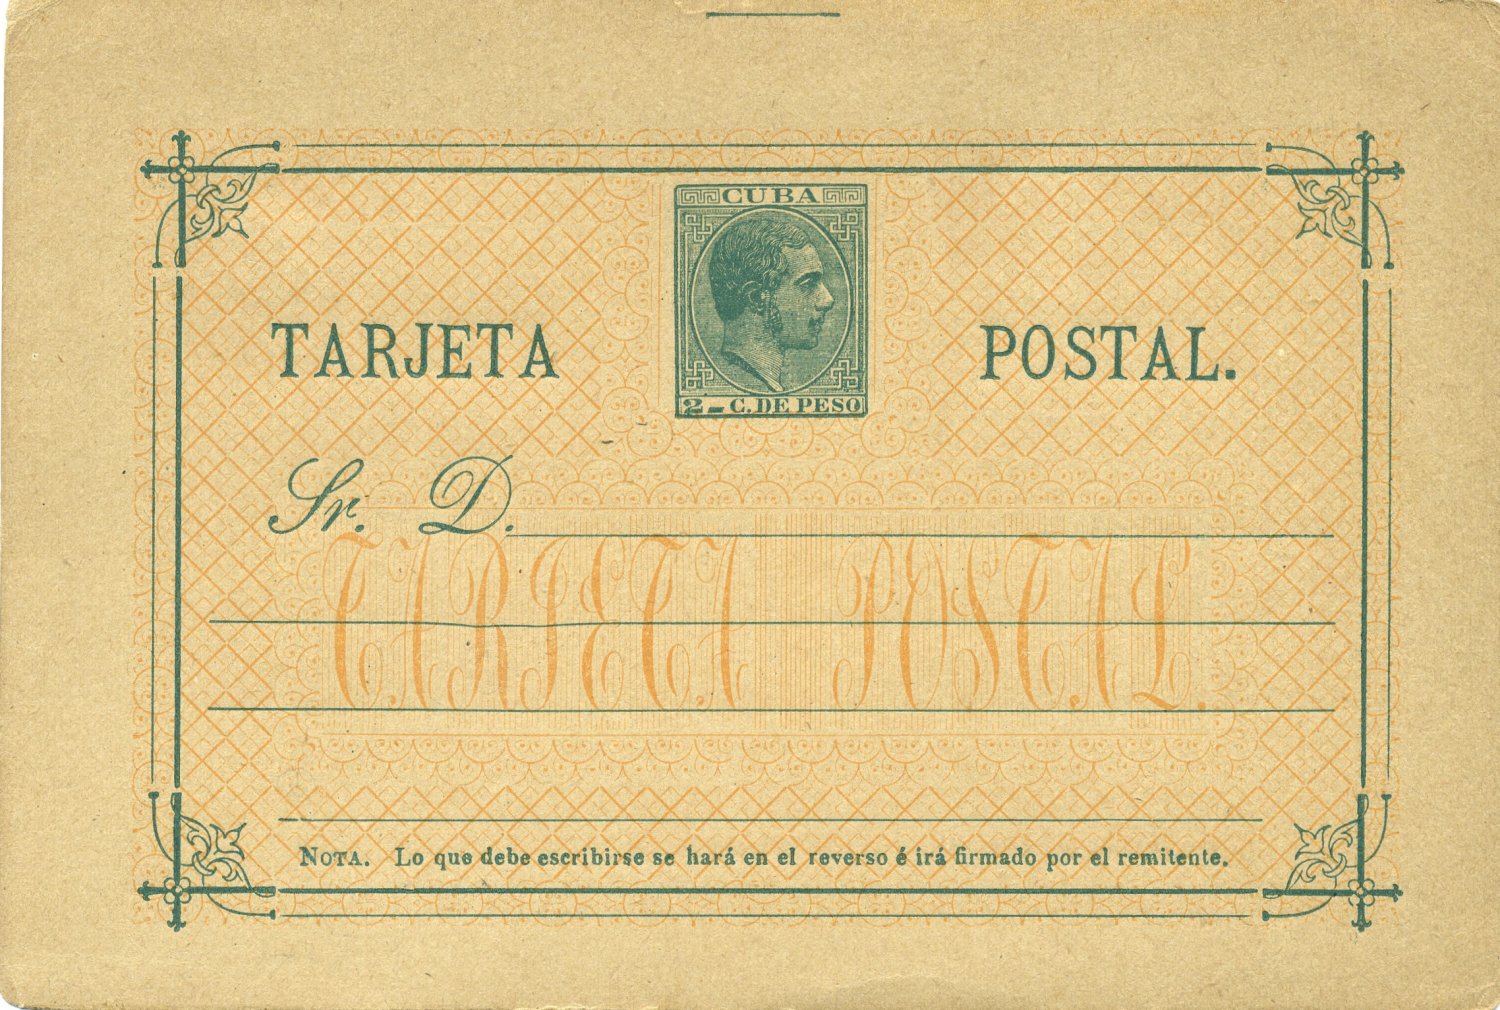 CUBA
2 - C. DE PESO
TARJETA POSTAL.
Sr. D.
TARJETA POSTAL.
NOTA. Lo que debe escribirse se hará en el reverso é irá firmado por el remitente.